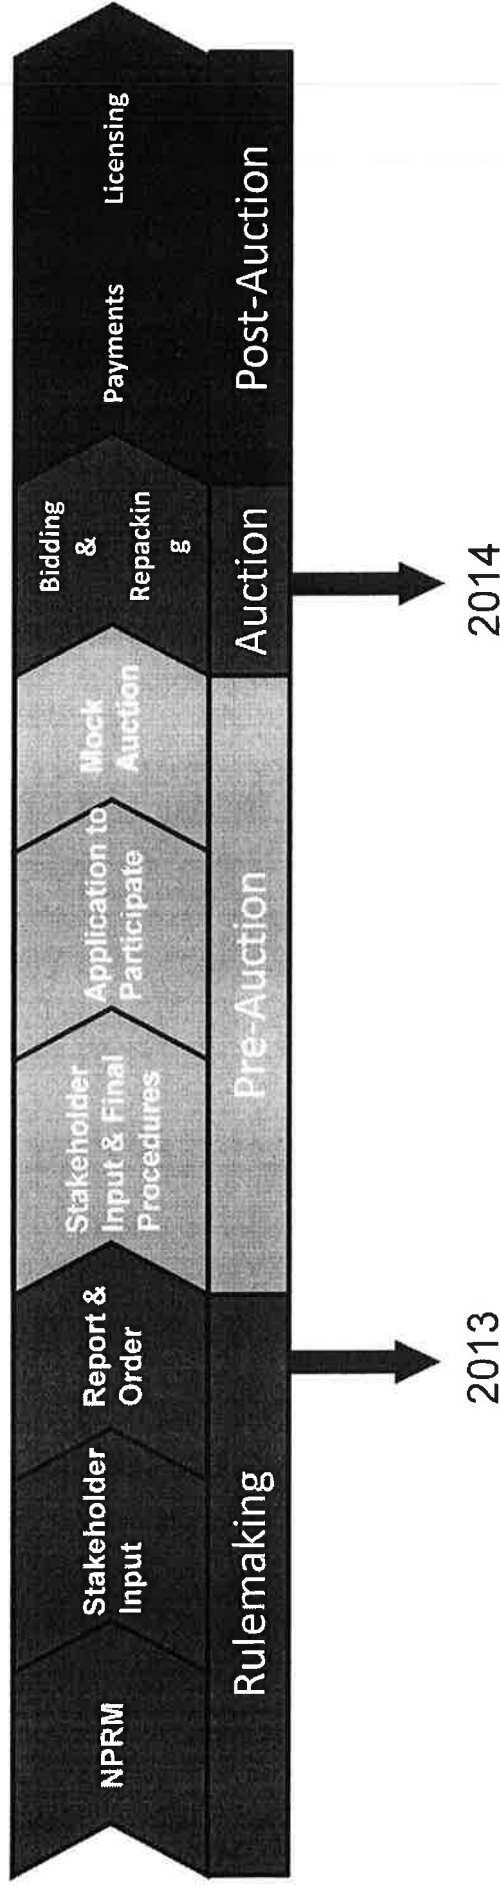 NPRM
Stakeholder
Input
Report &
Order
Stakeholder
Input & Final
Procedures
Application to
Participate
Mock
Auction
Bidding
&
Repackin
g
Payments
Licensing
Rulemaking
Pre-Auction
Auction
Post-Auction
2013
2014